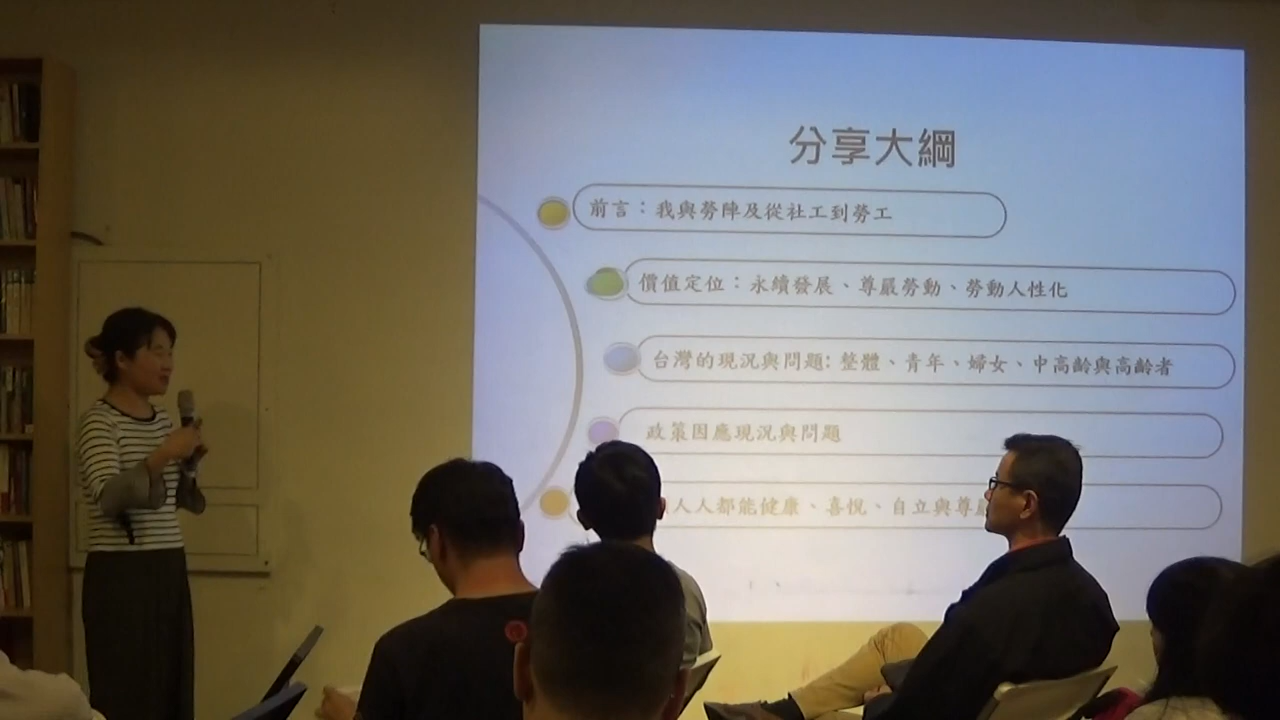 分享大綱
前言：我與勞陣及從社工到勞工
價值定位：永續發展、尊嚴勞動、勞動人性化
台灣的現況與問題: 整體、青年、婦女、中高齡與高齡者
政策因應現況與問題
人人都能健康、喜悅、自立與尊